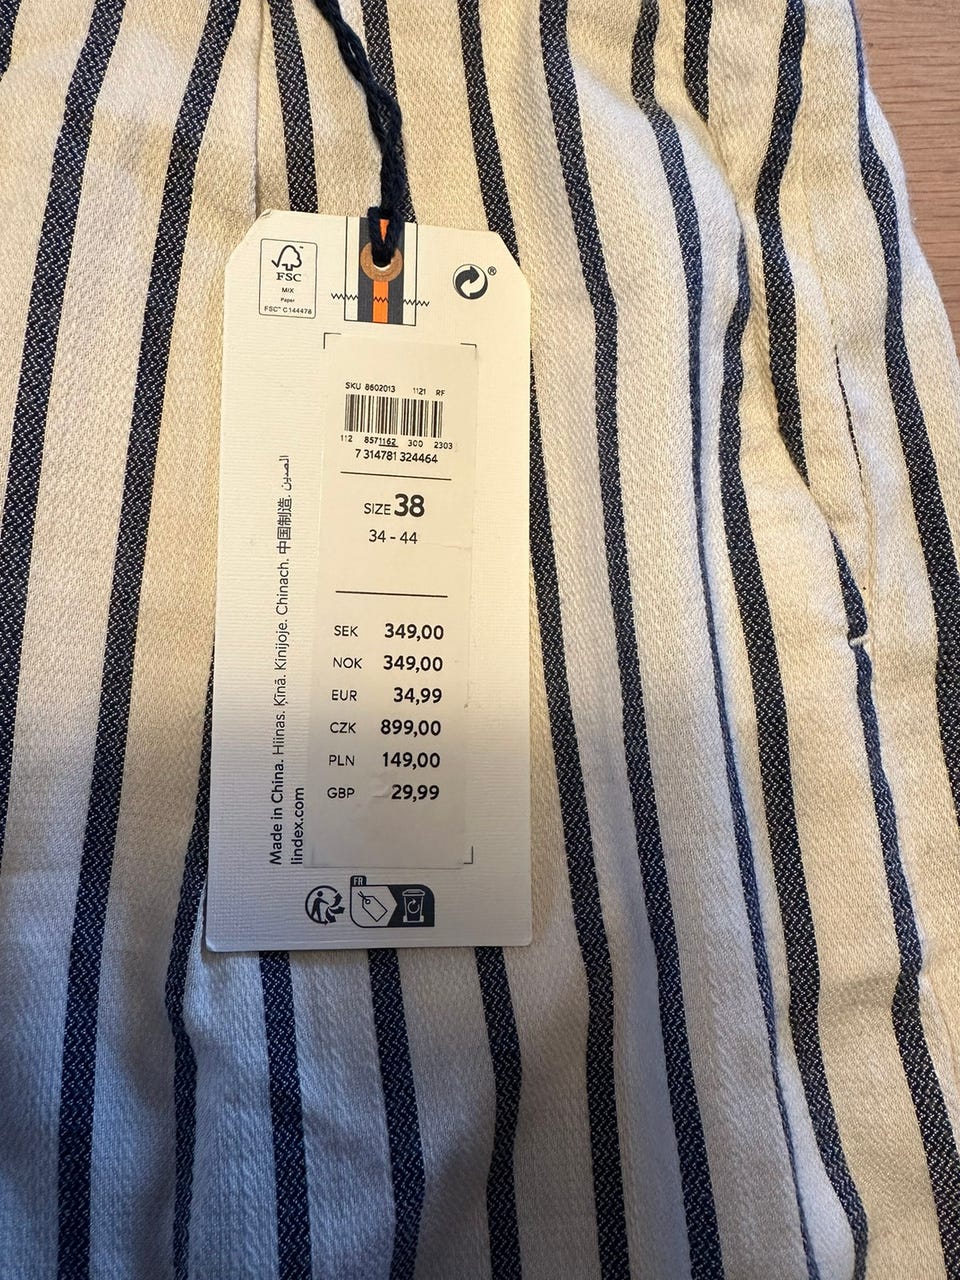 FSC
MIX
Paper
FSC™ C144478
®
SKU 8602013 1121 RF
112 8571162 300 2303
7 314781 324464
SIZE 38
34 - 44
SEK 349,00
NOK 349,00
EUR 34,99
CZK 899,00
PLN 149,00
GBP 29,99
Made in China. Hiinas. Ķīnā. Kinijoje. Chinach. 中国制造. الصين.
lindex.com
FR